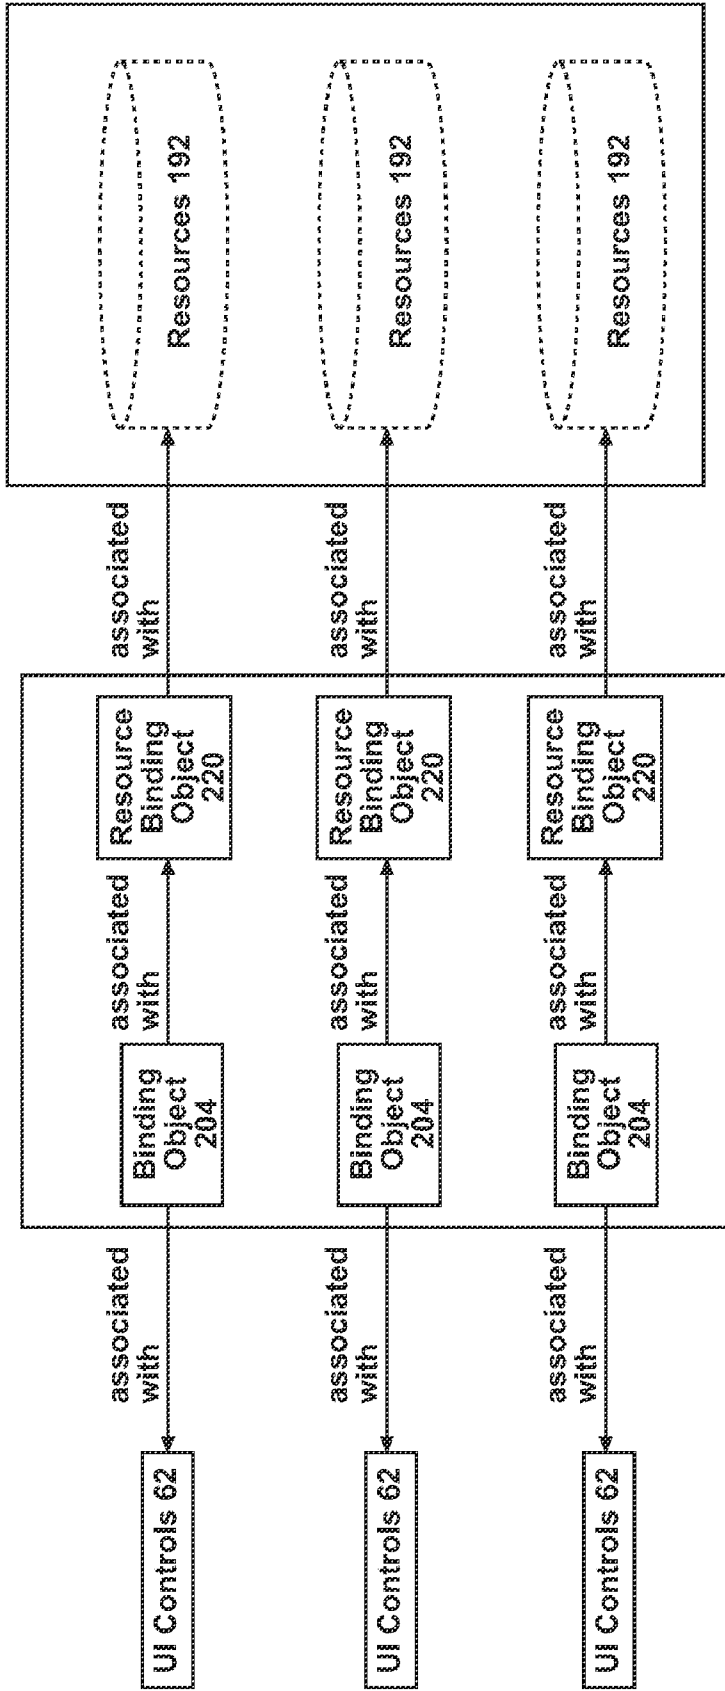 UI Controls 62
associated
with
Binding
Object
204
associated
with
Resource
Binding
Object
220
associated
with
Resources 192
UI Controls 62
associated
with
Binding
Object
204
associated
with
Resource
Binding
Object
220
associated
with
Resources 192
UI Controls 62
associated
with
Binding
Object
204
associated
with
Resource
Binding
Object
220
associated
with
Resources 192